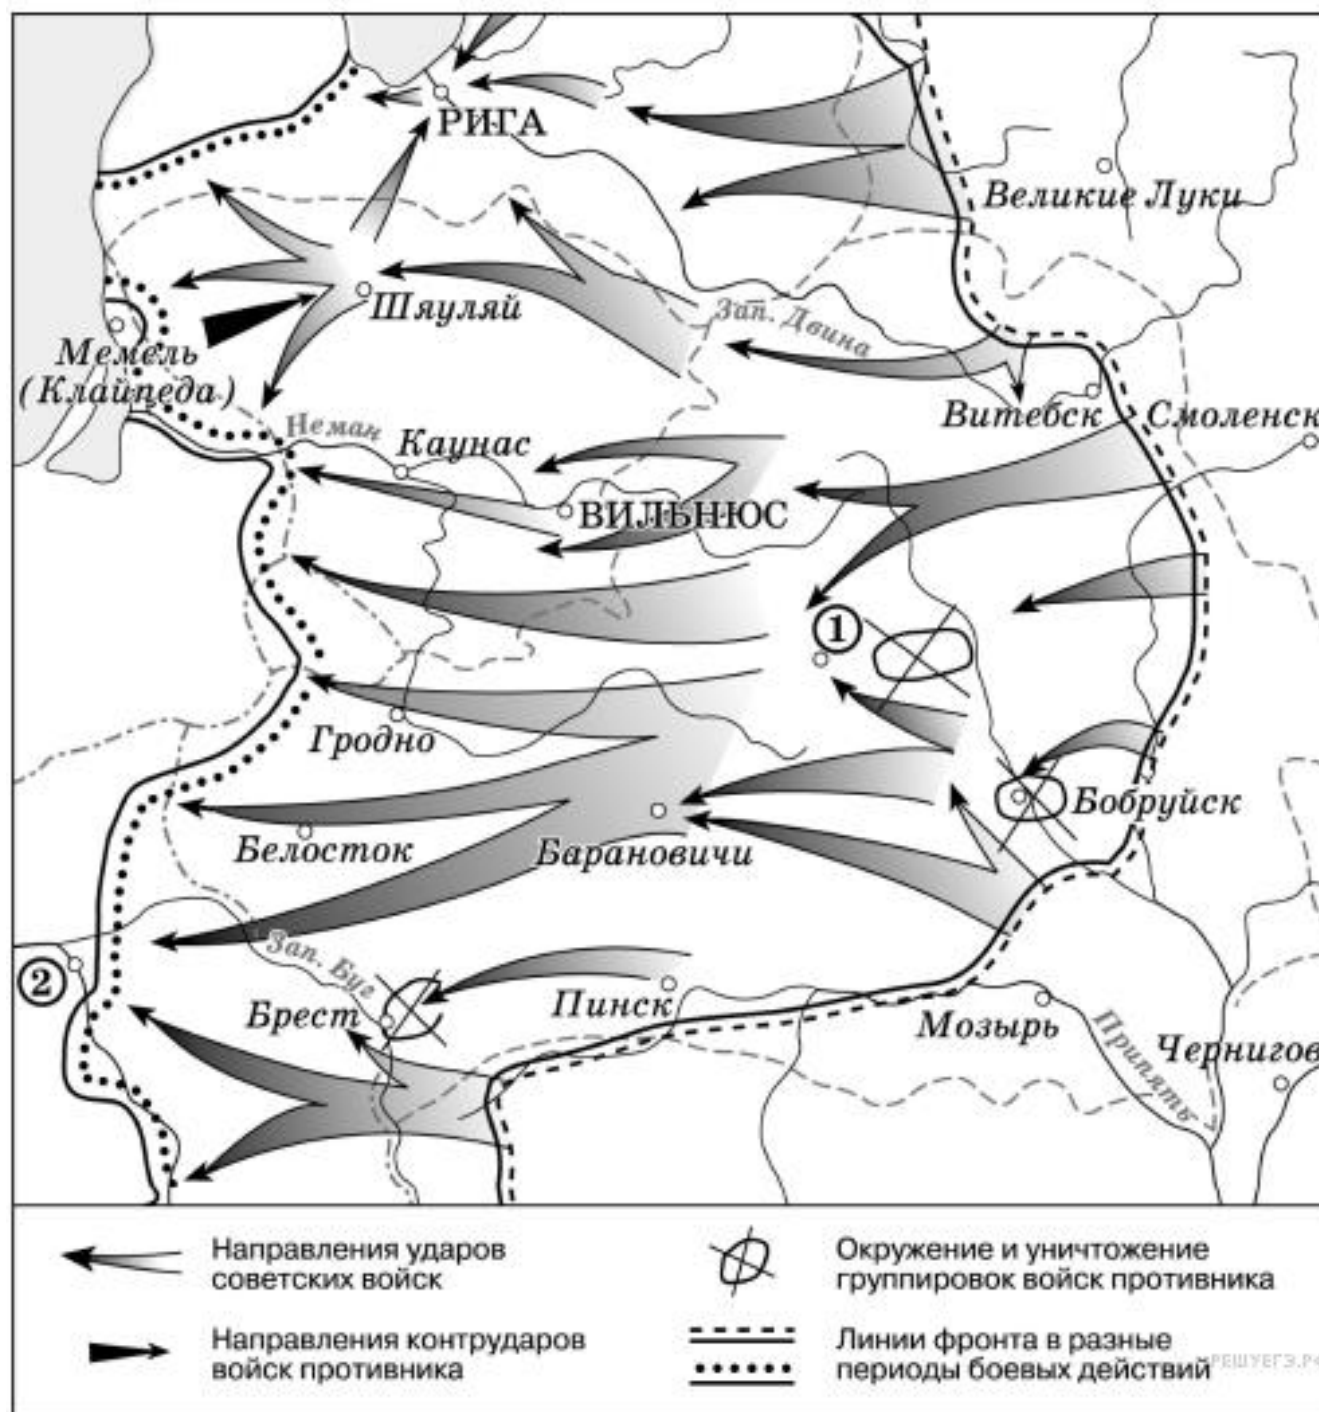 РИГА
Великие Луки
Шяуляй
Зап. Двина
Мемель
(Клайпеда)
Витебск
Смоленск
Неман
Каунас
ВИЛЬНЮС
1
Гродно
Бобруйск
Белосток
Барановичи
Зап. Буг
2
Брест
Пинск
Мозырь
Припять
Чернигов
Направления ударов
советских войск
Окружение и уничтожение
группировок войск противника
Направления контрударов
войск противника
Линии фронта в разные
периоды боевых действий
РЕШУЕГЭ.РФ